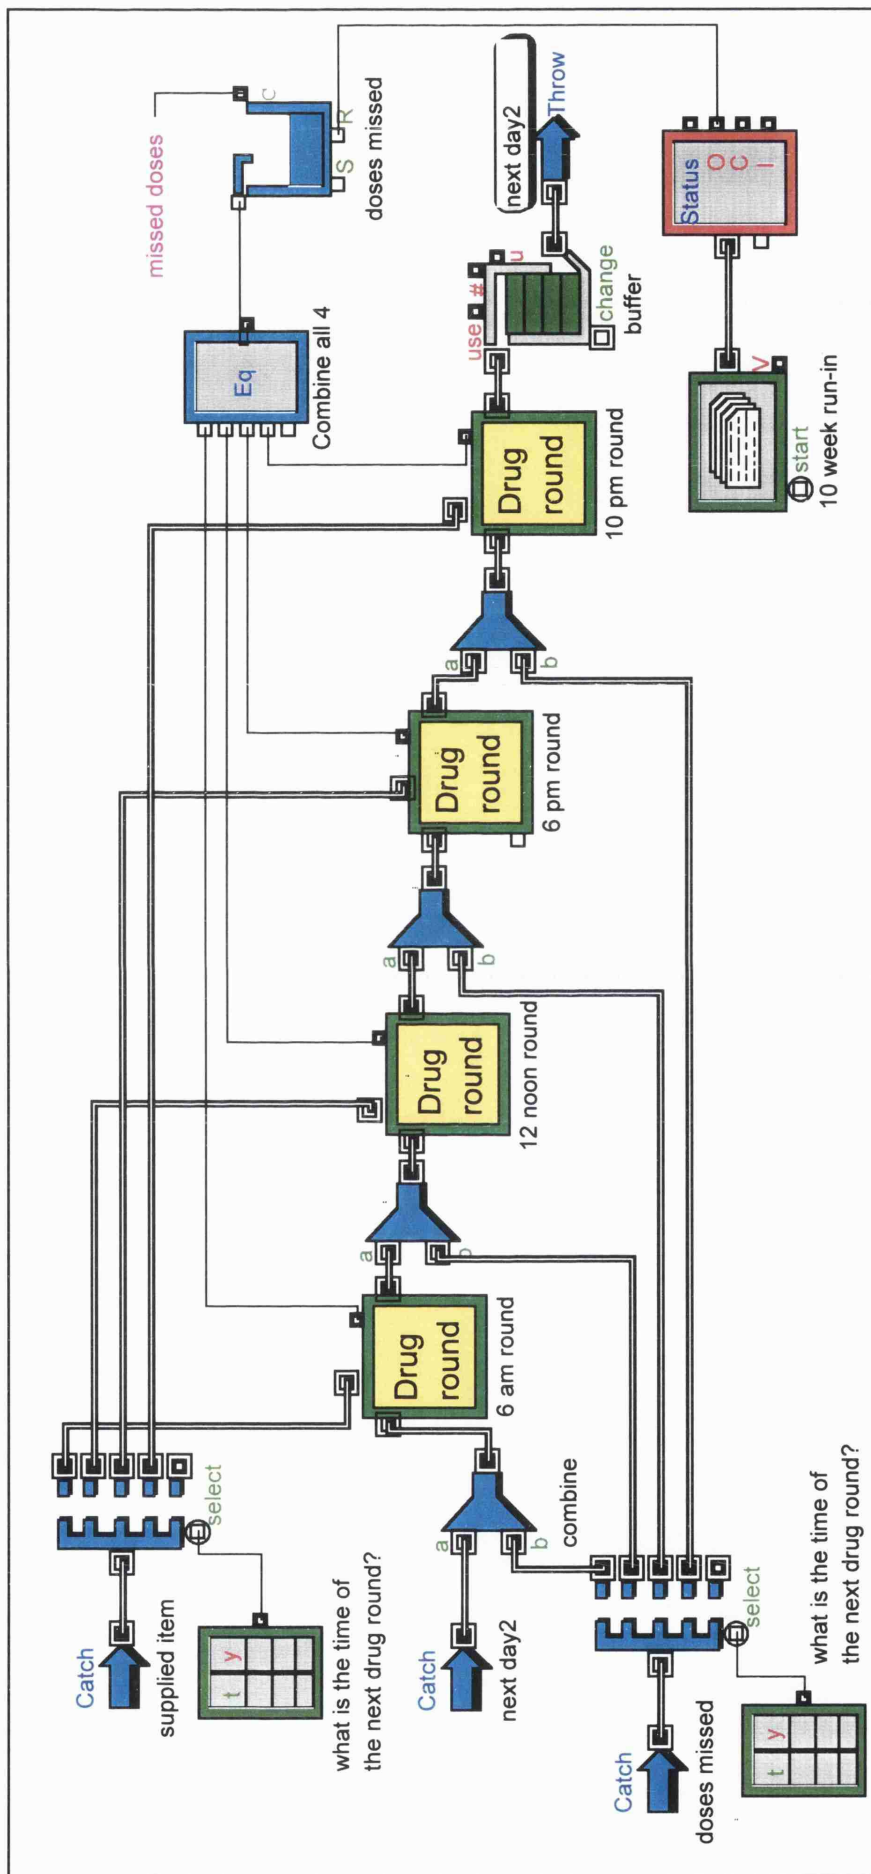 Catch
supplied item
select
t y
what is the time of
the next drug round?
Catch
next day2
a
b
combine
Catch
doses missed
select
t y
what is the time of
the next drug round?
Drug
round
6 am round
a
Drug
round
12 noon round
a
b
Drug
round
6 pm round
a
b
Drug
round
10 pm round
Eq
Combine all 4
missed doses
C
S R
doses missed
use # u
change
buffer
next day2
Throw
V
start
10 week run-in
Status
O
C
I